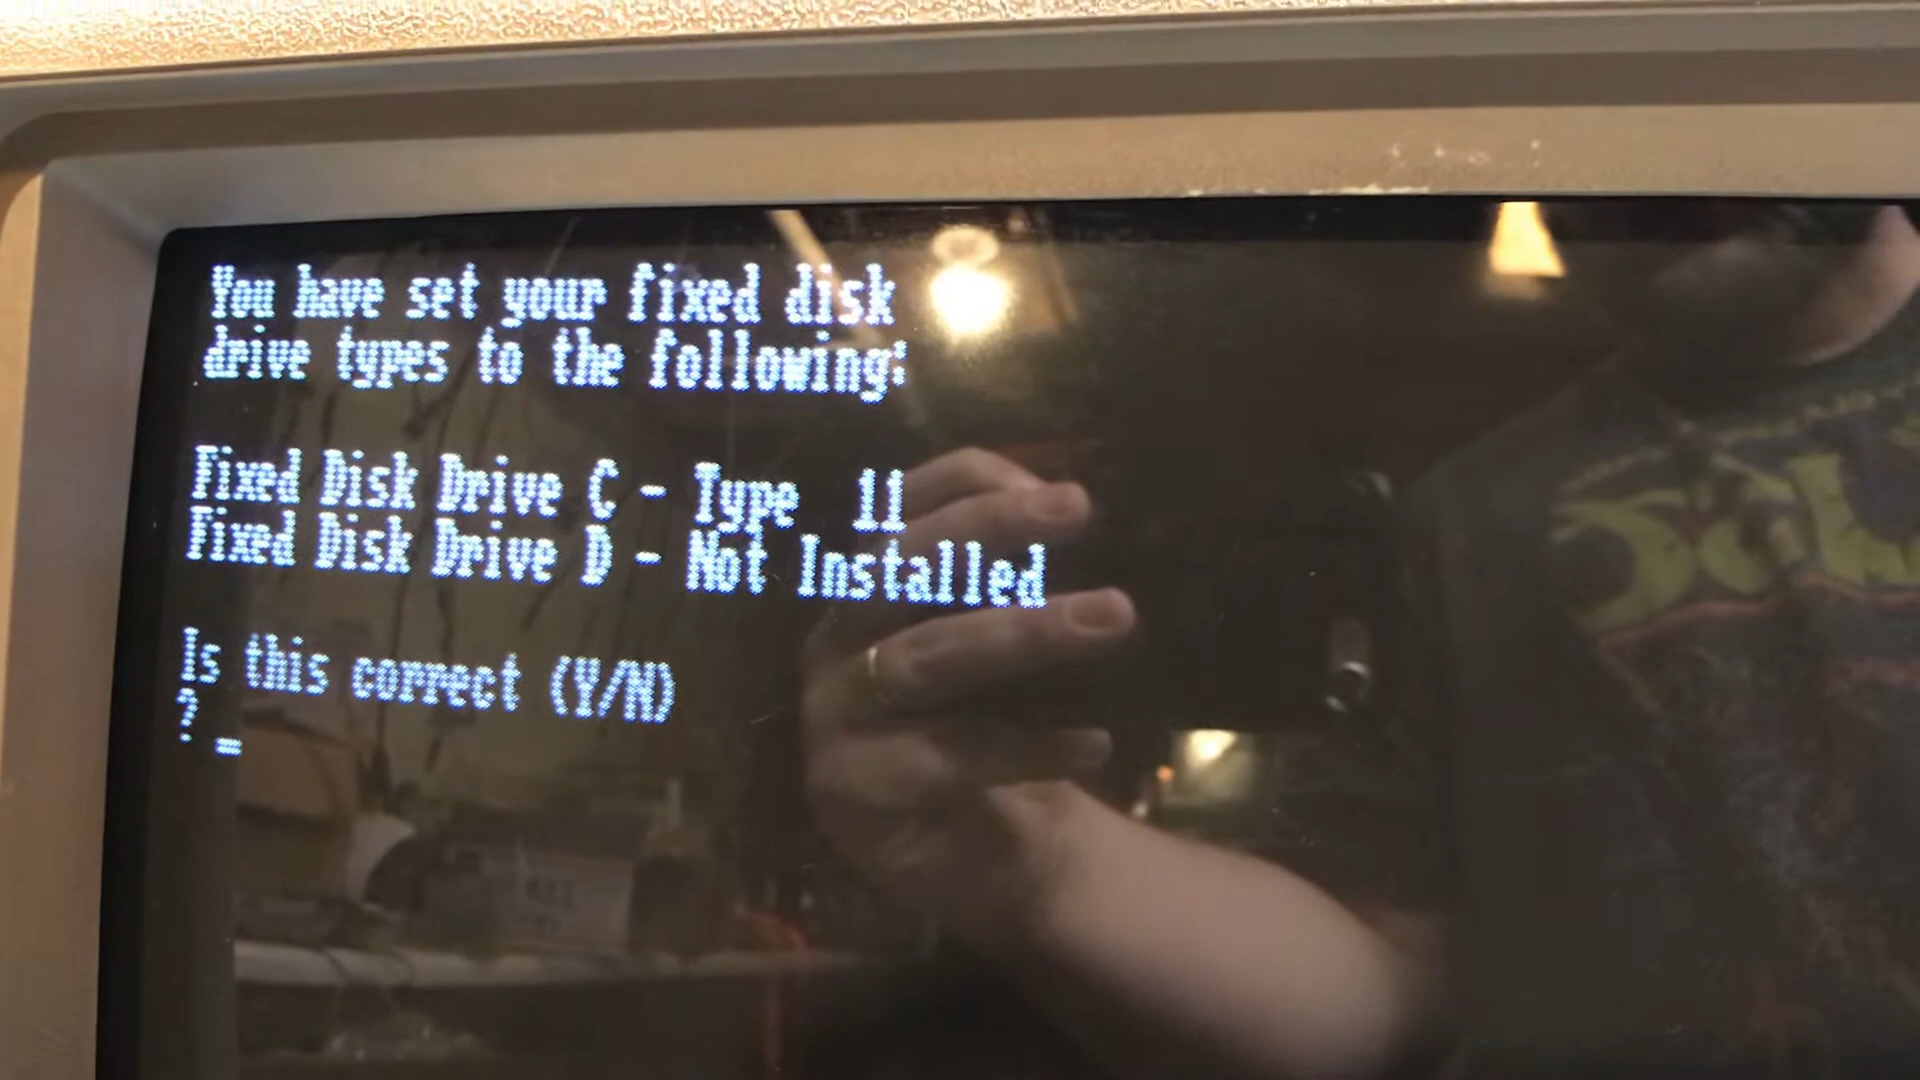 You have set your fixed disk
drive types to the following:
Fixed Disk Drive C - Type 11
Fixed Disk Drive D - Not Installed
Is this correct (Y/N)
? _